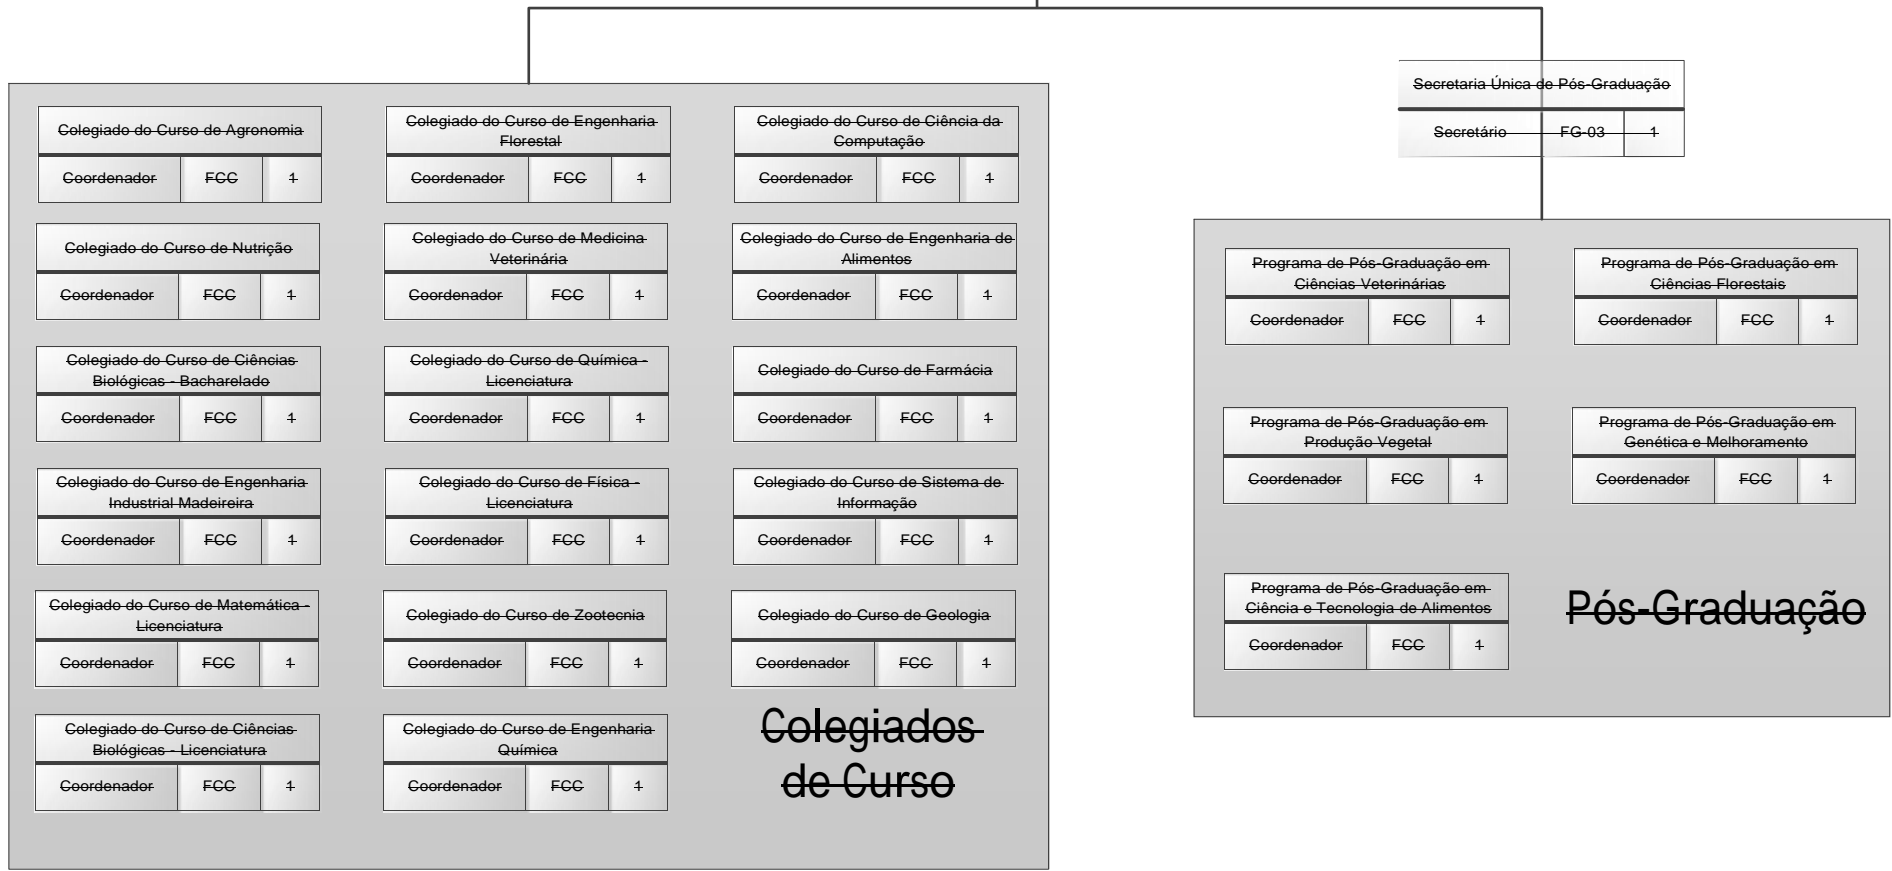 Secretaria Única de Pós-Graduação
Secretário FG-03 1
Colegiado do Curso de Agronomia
Coordenador FCC 1
Colegiado do Curso de Engenharia
Florestal
Coordenador FCC 1
Colegiado do Curso de Ciência da
Computação
Coordenador FCC 1
Colegiado do Curso de Nutrição
Coordenador FCC 1
Colegiado do Curso de Medicina
Veterinária
Coordenador FCC 1
Colegiado do Curso de Engenharia de
Alimentos
Coordenador FCC 1
Colegiado do Curso de Ciências
Biológicas - Bacharelado
Coordenador FCC 1
Colegiado do Curso de Química -
Licenciatura
Coordenador FCC 1
Colegiado do Curso de Farmácia
Coordenador FCC 1
Colegiado do Curso de Engenharia
Industrial Madeireira
Coordenador FCC 1
Colegiado do Curso de Física -
Licenciatura
Coordenador FCC 1
Colegiado do Curso de Sistema de
Informação
Coordenador FCC 1
Colegiado do Curso de Matemática -
Licenciatura
Coordenador FCC 1
Colegiado do Curso de Zootecnia
Coordenador FCC 1
Colegiado do Curso de Geologia
Coordenador FCC 1
Colegiado do Curso de Ciências
Biológicas - Licenciatura
Coordenador FCC 1
Colegiado do Curso de Engenharia
Química
Coordenador FCC 1
Colegiados
de Curso
Programa de Pós-Graduação em
Ciências Veterinárias
Coordenador FCC 1
Programa de Pós-Graduação em
Ciências Florestais
Coordenador FCC 1
Programa de Pós-Graduação em
Produção Vegetal
Coordenador FCC 1
Programa de Pós-Graduação em
Genética e Melhoramento
Coordenador FCC 1
Programa de Pós-Graduação em
Ciência e Tecnologia de Alimentos
Coordenador FCC 1
Pós-Graduação